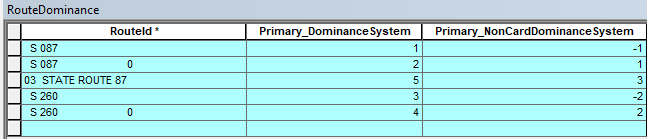 RouteDominance
RouteId * Primary_DominanceSystem Primary_NonCardDominanceSystem
S 087 1 -1
S 087 0 2 1
03 STATE ROUTE 87 5 3
S 260 3 -2
S 260 0 4 2